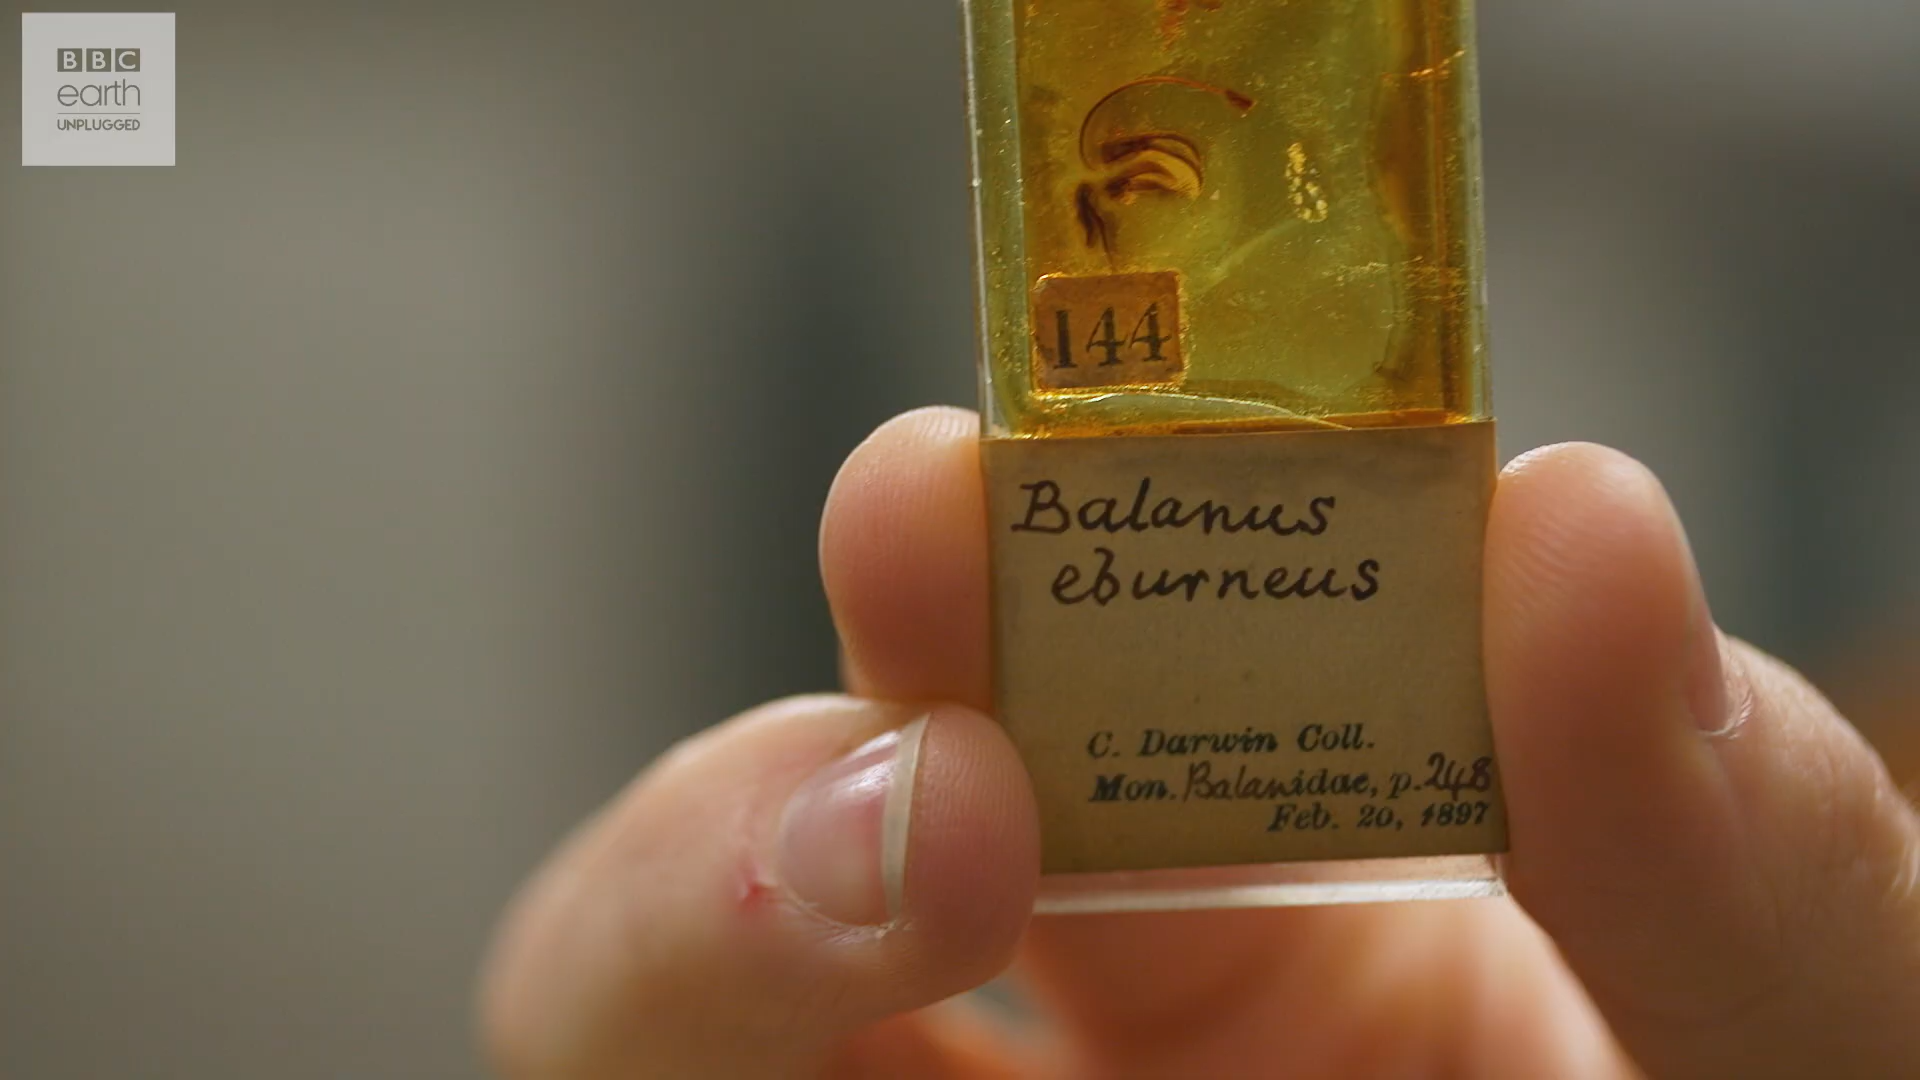 BBC
earth
UNPLUGGED
144
Balanus
eburneus
C. Darwin Coll.
Mon. Balanidae, p. 248
Feb. 20, 1897